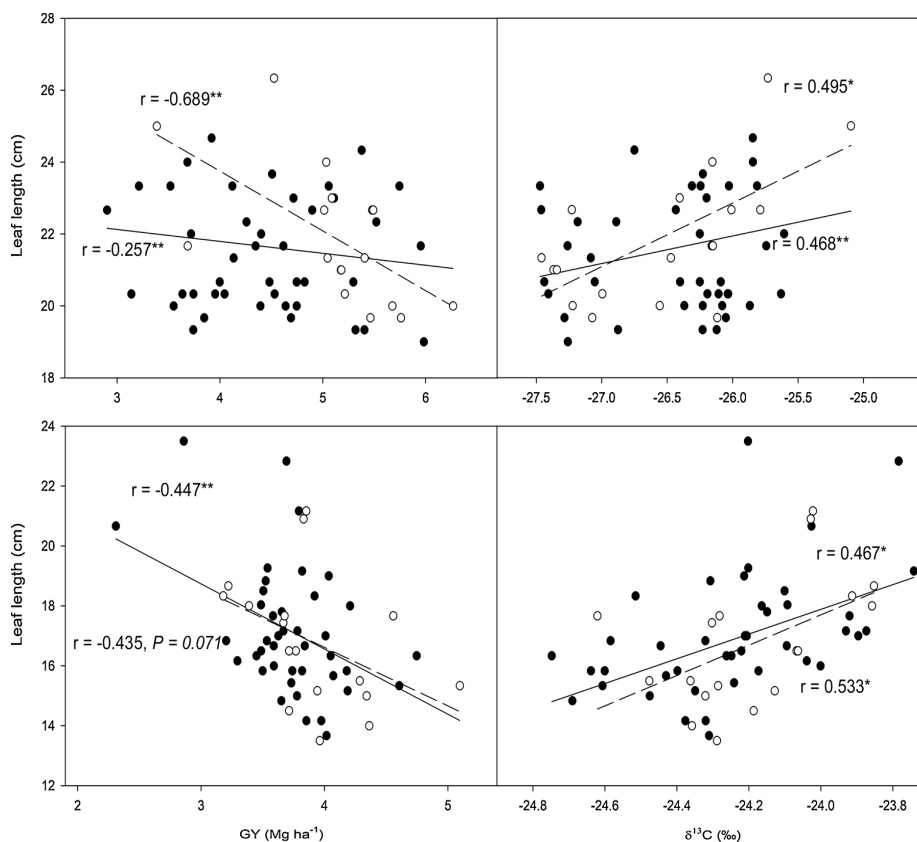 28
26
24
22
20
18
Leaf length (cm)
r = -0.689**
r = -0.257**
3 4 5 6
r = 0.495*
r = 0.468**
-27.5 -27.0 -26.5 -26.0 -25.5 -25.0
24
22
20
18
16
14
12
Leaf length (cm)
r = -0.447**
r = -0.435, P = 0.071
2 3 4 5
GY (Mg ha⁻¹)
r = 0.467*
r = 0.533*
-24.8 -24.6 -24.4 -24.2 -24.0 -23.8
δ¹³C (‰)